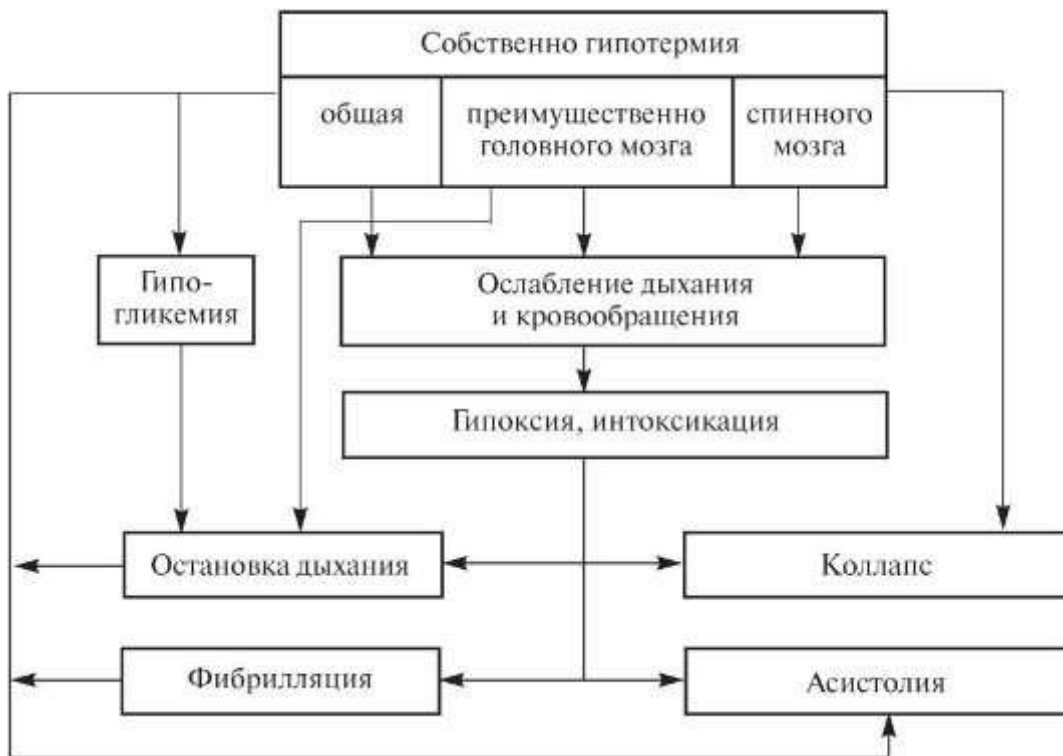 Собственно гипотермия
общая
преимущественно
головного мозга
спинного
мозга
Гипо-
гликемия
Ослабление дыхания
и кровообращения
Гипоксия, интоксикация
Остановка дыхания
Коллапс
Фибрилляция
Асистолия